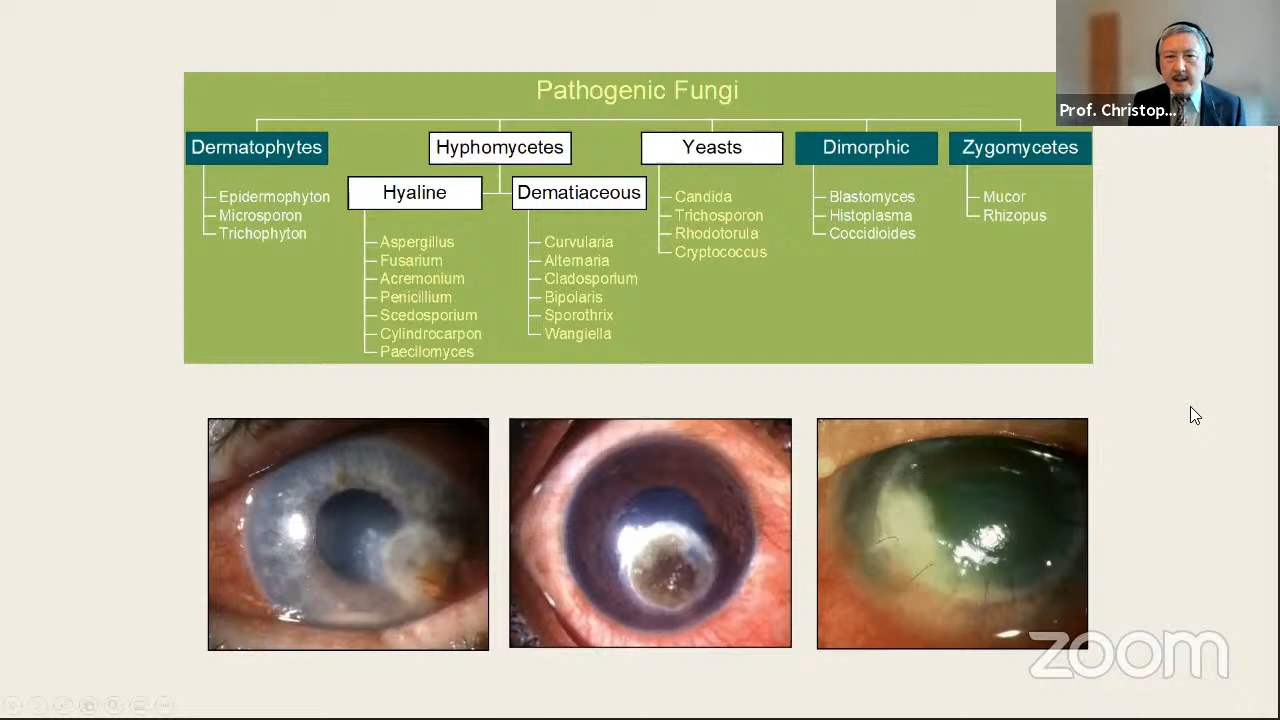 Pathogenic Fungi
Prof. Christop...
Dermatophytes
Epidermophyton
Microsporon
Trichophyton
Hyphomycetes
Hyaline
Aspergillus
Fusarium
Acremonium
Penicillium
Scedosporium
Cylindrocarpon
Paecilomyces
Dematiaceous
Curvularia
Alternaria
Cladosporium
Bipolaris
Sporothrix
Wangiella
Yeasts
Candida
Trichosporon
Rhodotorula
Cryptococcus
Dimorphic
Blastomyces
Histoplasma
Coccidioides
Zygomycetes
Mucor
Rhizopus
zoom